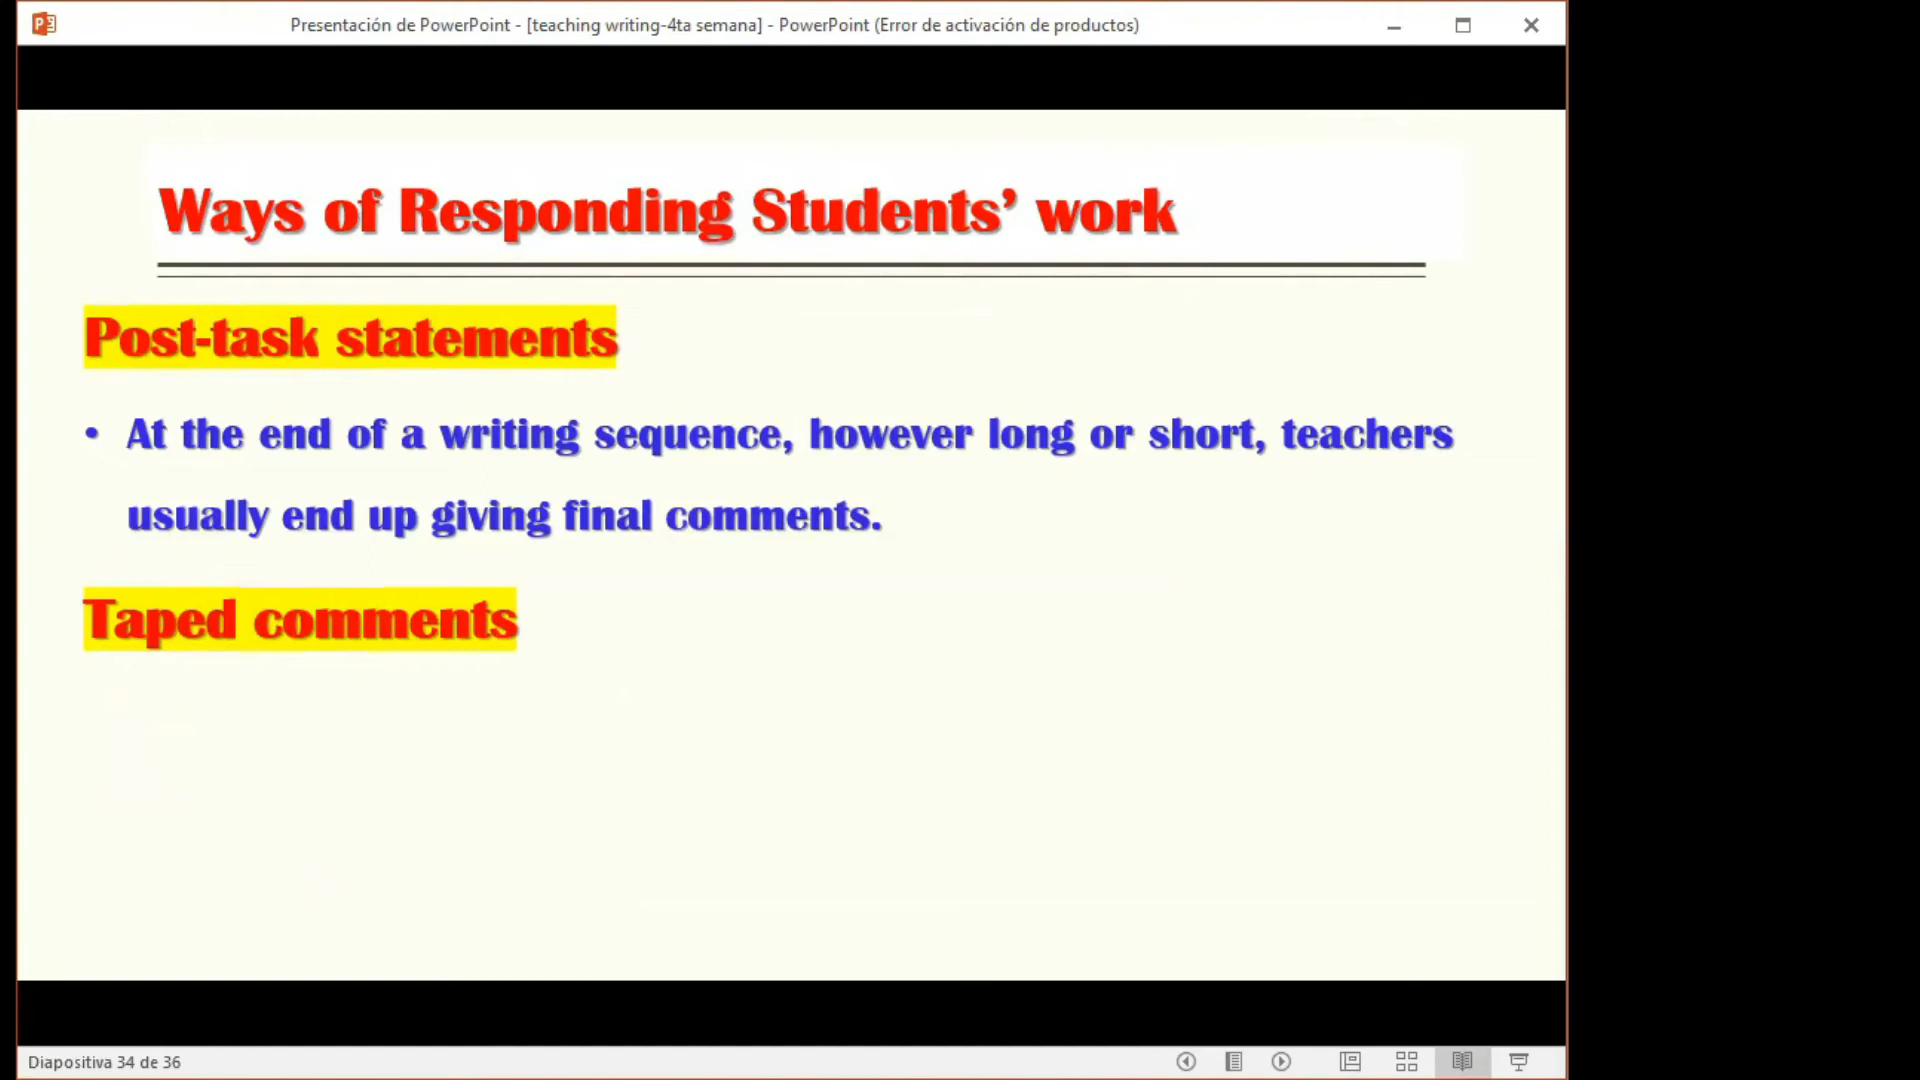 Presentación de PowerPoint - [teaching writing-4ta semana] - PowerPoint (Error de activación de productos)
Ways of Responding Students’ work
Post-task statements
• At the end of a writing sequence, however long or short, teachers
usually end up giving final comments.
Taped comments
Diapositiva 34 de 36